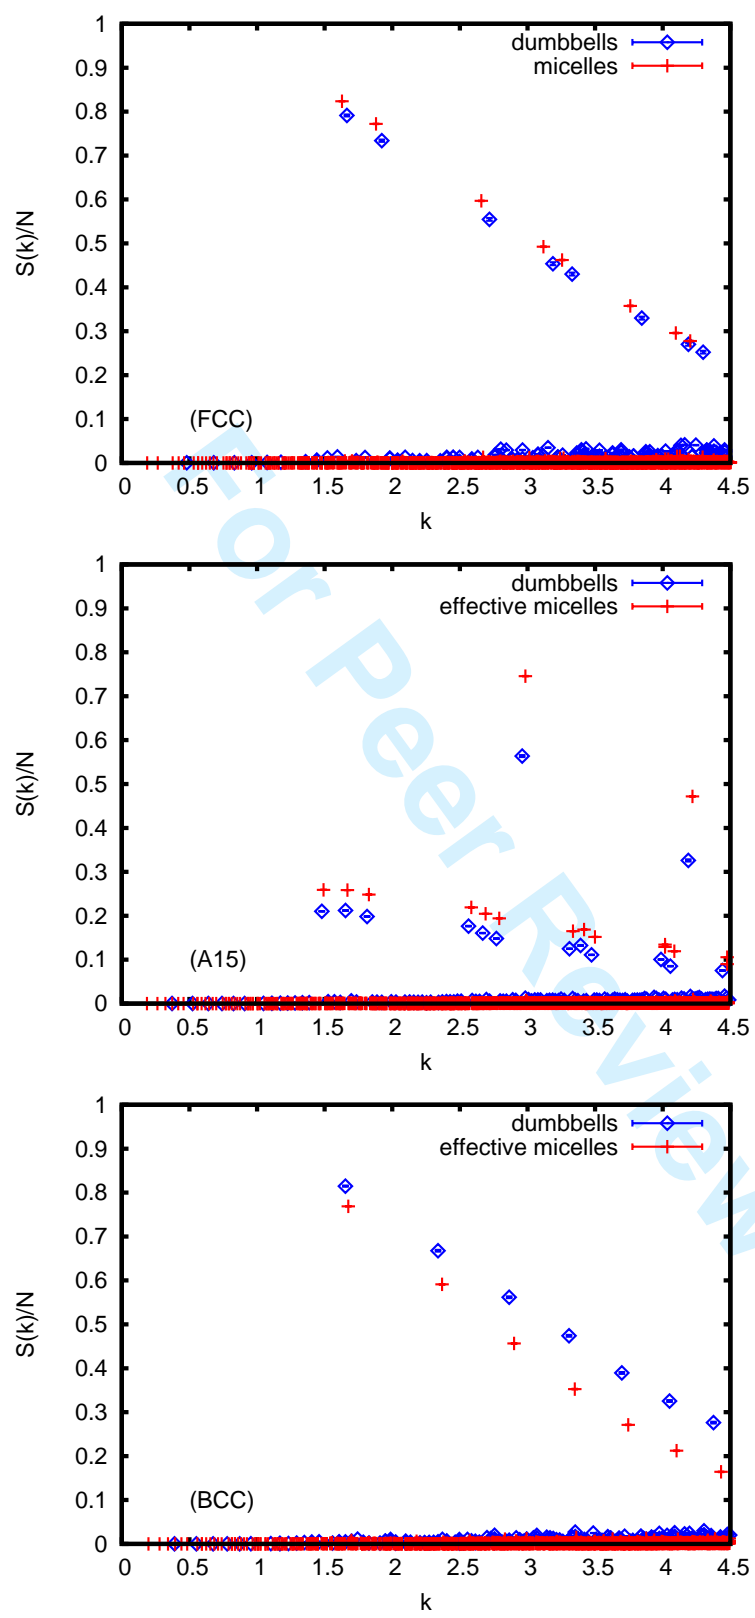 1
0.9
0.8
0.7
0.6
0.5
0.4
0.3
0.2
0.1
0
S(k)/N
dumbbells
micelles
(FCC)
0 0.5 1 1.5 2 2.5 3 3.5 4 4.5
k
1
0.9
0.8
0.7
0.6
0.5
0.4
0.3
0.2
0.1
0
S(k)/N
dumbbells
effective micelles
(A15)
0 0.5 1 1.5 2 2.5 3 3.5 4 4.5
k
1
0.9
0.8
0.7
0.6
0.5
0.4
0.3
0.2
0.1
0
S(k)/N
dumbbells
effective micelles
(BCC)
0 0.5 1 1.5 2 2.5 3 3.5 4 4.5
k
For Peer Review